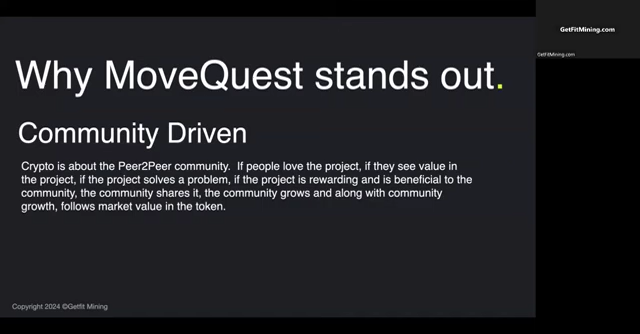 Why MoveQuest stands out.
Community Driven
Crypto is about the Peer2Peer community. If people love the project, if they see value in
the project, if the project solves a problem, if the project is rewarding and is beneficial to the
community, the community shares it, the community grows and along with community
growth, follows market value in the token.
Copyright 2024 ©Getfit Mining
GetFitMining.com
GetFitMining.com